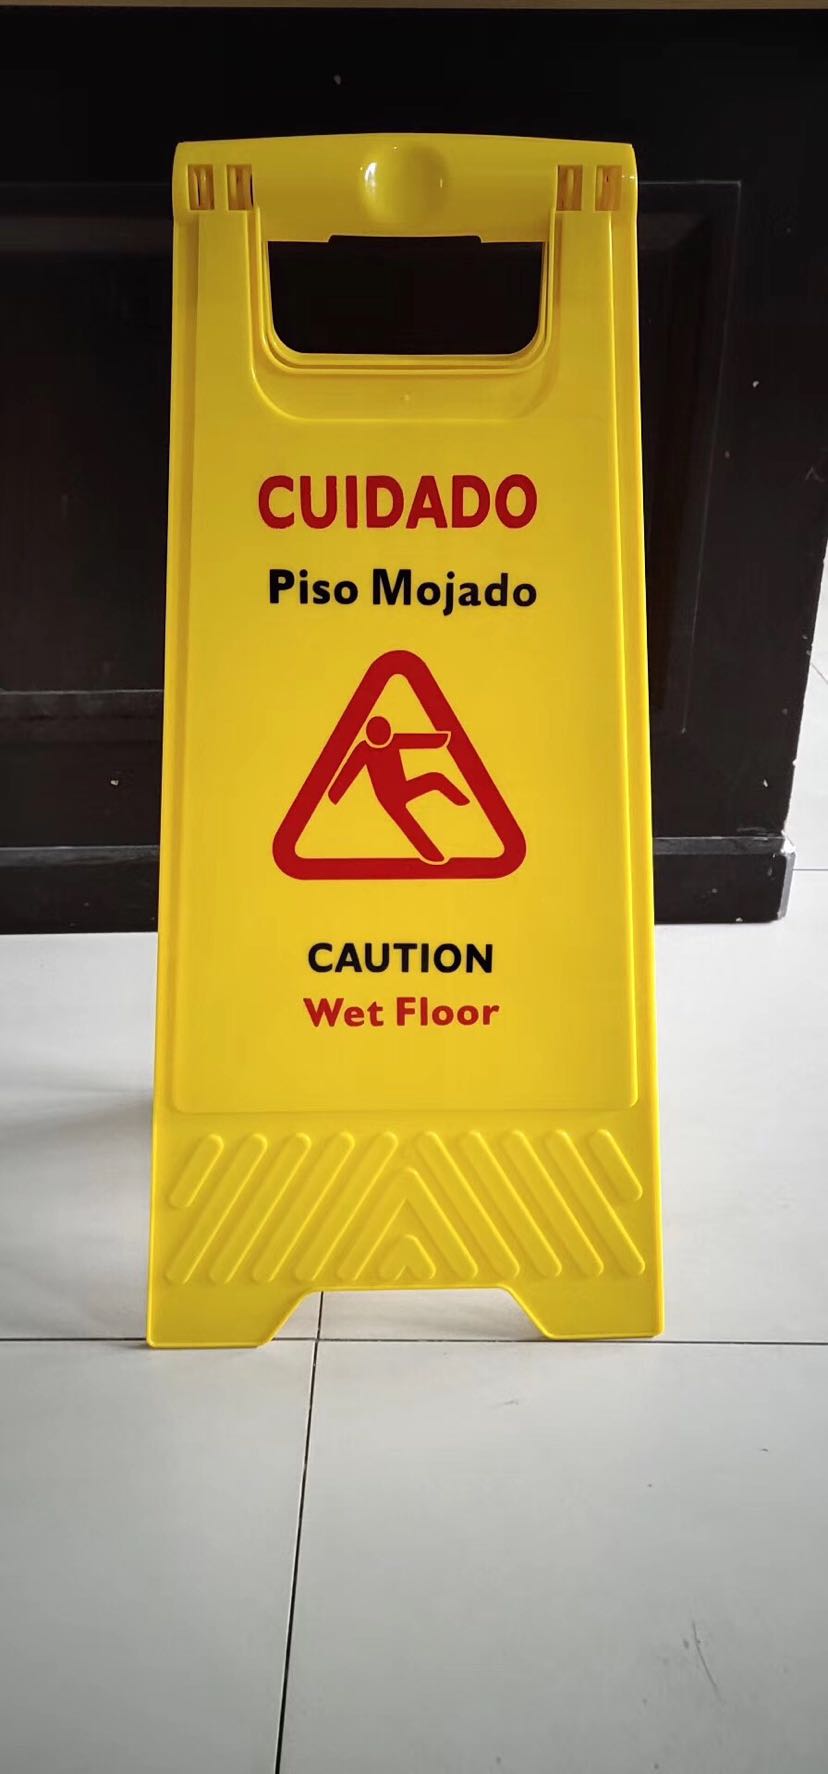 CUIDADO
Piso Mojado
CAUTION
Wet Floor